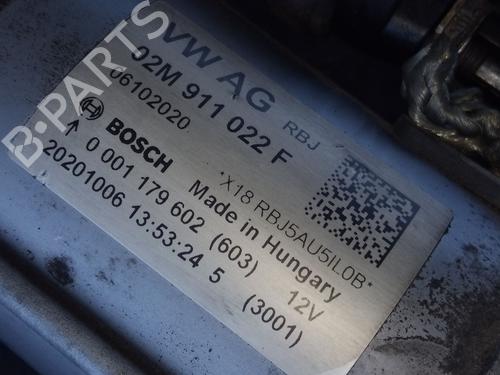 VW AG
02M 911 022 F RBJ
06102020
BOSCH *X18 RBJ5AU5IL0B*
0 001 179 602 Made in Hungary
20201006 13:53:24 5 (603) 12V
(3001)
B-PARTS